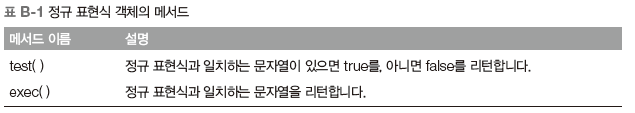 표 B-1 정규 표현식 객체의 메서드
메서드 이름 설명
test( ) 정규 표현식과 일치하는 문자열이 있으면 true를, 아니면 false를 리턴합니다.
exec( ) 정규 표현식과 일치하는 문자열을 리턴합니다.